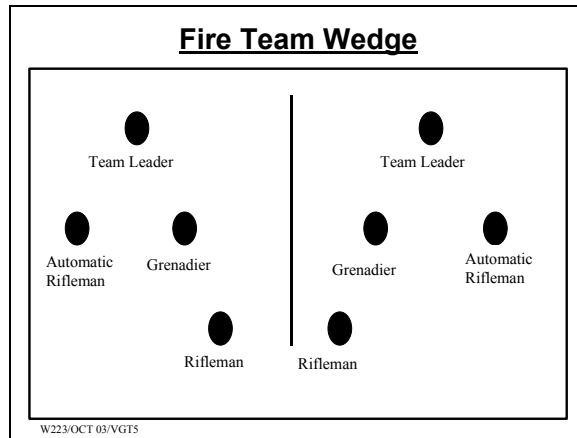 Fire Team Wedge
Team Leader
Team Leader
Automatic
Rifleman
Grenadier
Grenadier
Automatic
Rifleman
Rifleman
Rifleman
W223/OCT 03/VGT5